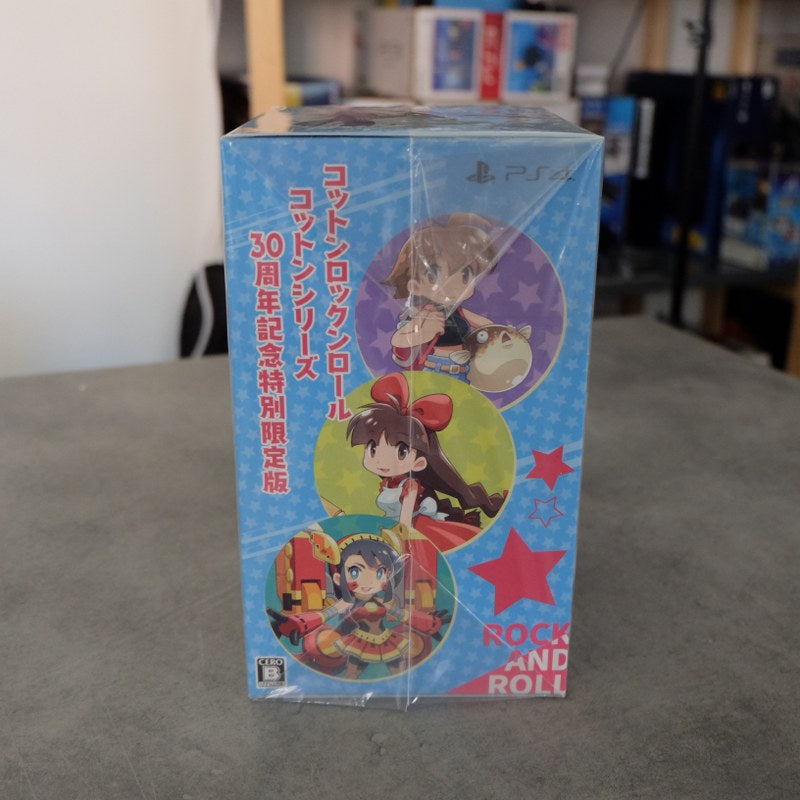 PS4
コットンロックンロール
コットンシリーズ
30周年記念特別限定版
ROCK
AND
ROLL
CERO
B